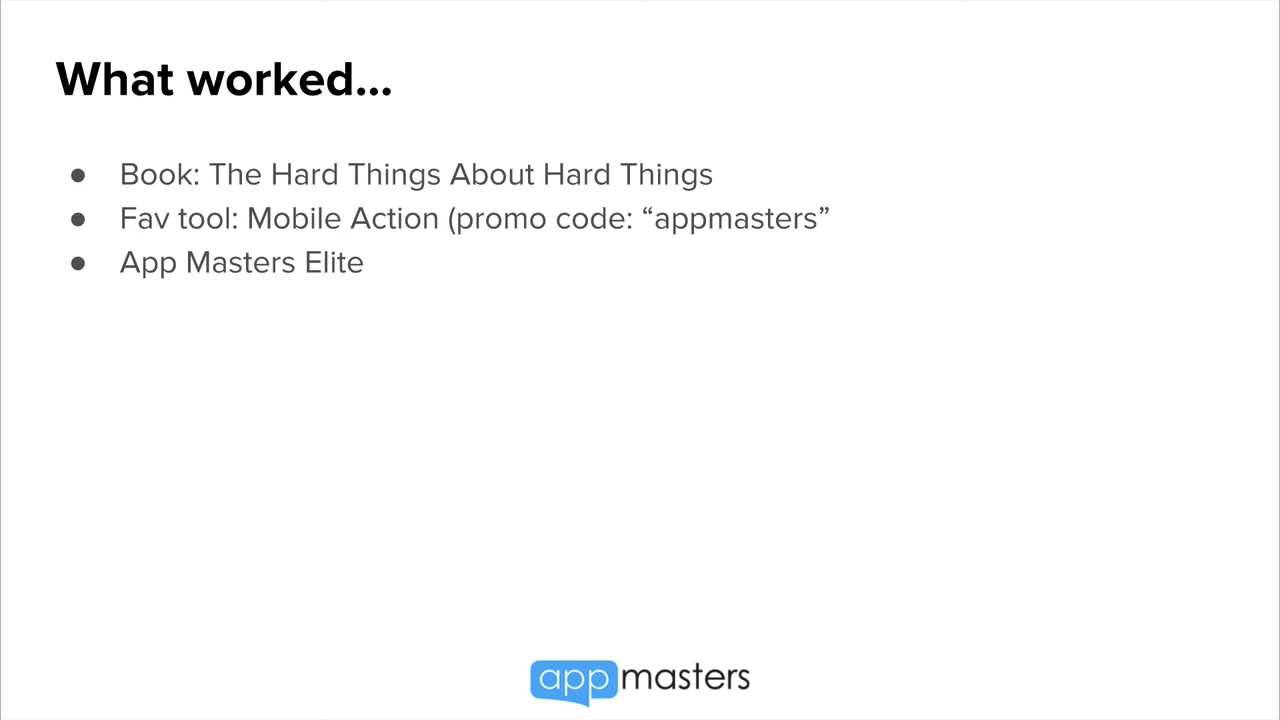 What worked...
● Book: The Hard Things About Hard Things
● Fav tool: Mobile Action (promo code: “appmasters”
● App Masters Elite
appmasters